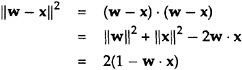 ‖w − x‖² = (w − x) · (w − x)
= ‖w‖² + ‖x‖² − 2w · x
= 2(1 − w · x)